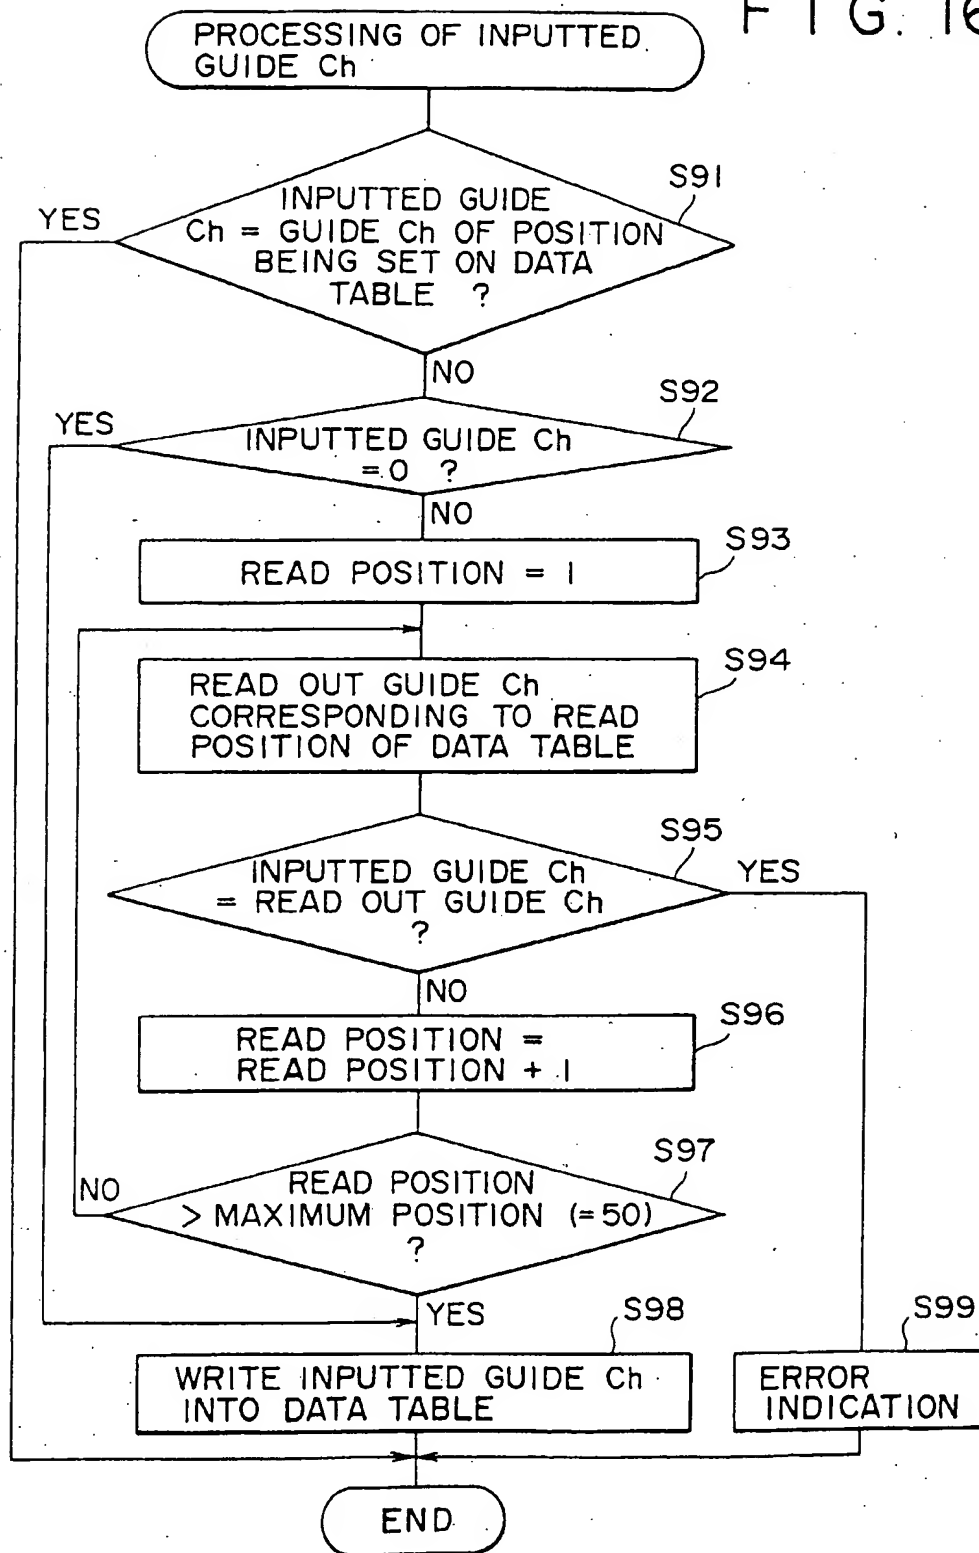 FIG. 16
PROCESSING OF INPUTTED
GUIDE Ch
S91
INPUTTED GUIDE
Ch = GUIDE Ch OF POSITION
BEING SET ON DATA
TABLE ?
YES
NO
S92
YES
INPUTTED GUIDE Ch
= 0 ?
NO
S93
READ POSITION = 1
S94
READ OUT GUIDE Ch
CORRESPONDING TO READ
POSITION OF DATA TABLE
S95
INPUTTED GUIDE Ch
= READ OUT GUIDE Ch
?
YES
NO
S96
READ POSITION =
READ POSITION + 1
S97
NO
READ POSITION
> MAXIMUM POSITION (=50)
?
YES
S98
S99
WRITE INPUTTED GUIDE Ch
INTO DATA TABLE
ERROR
INDICATION
END